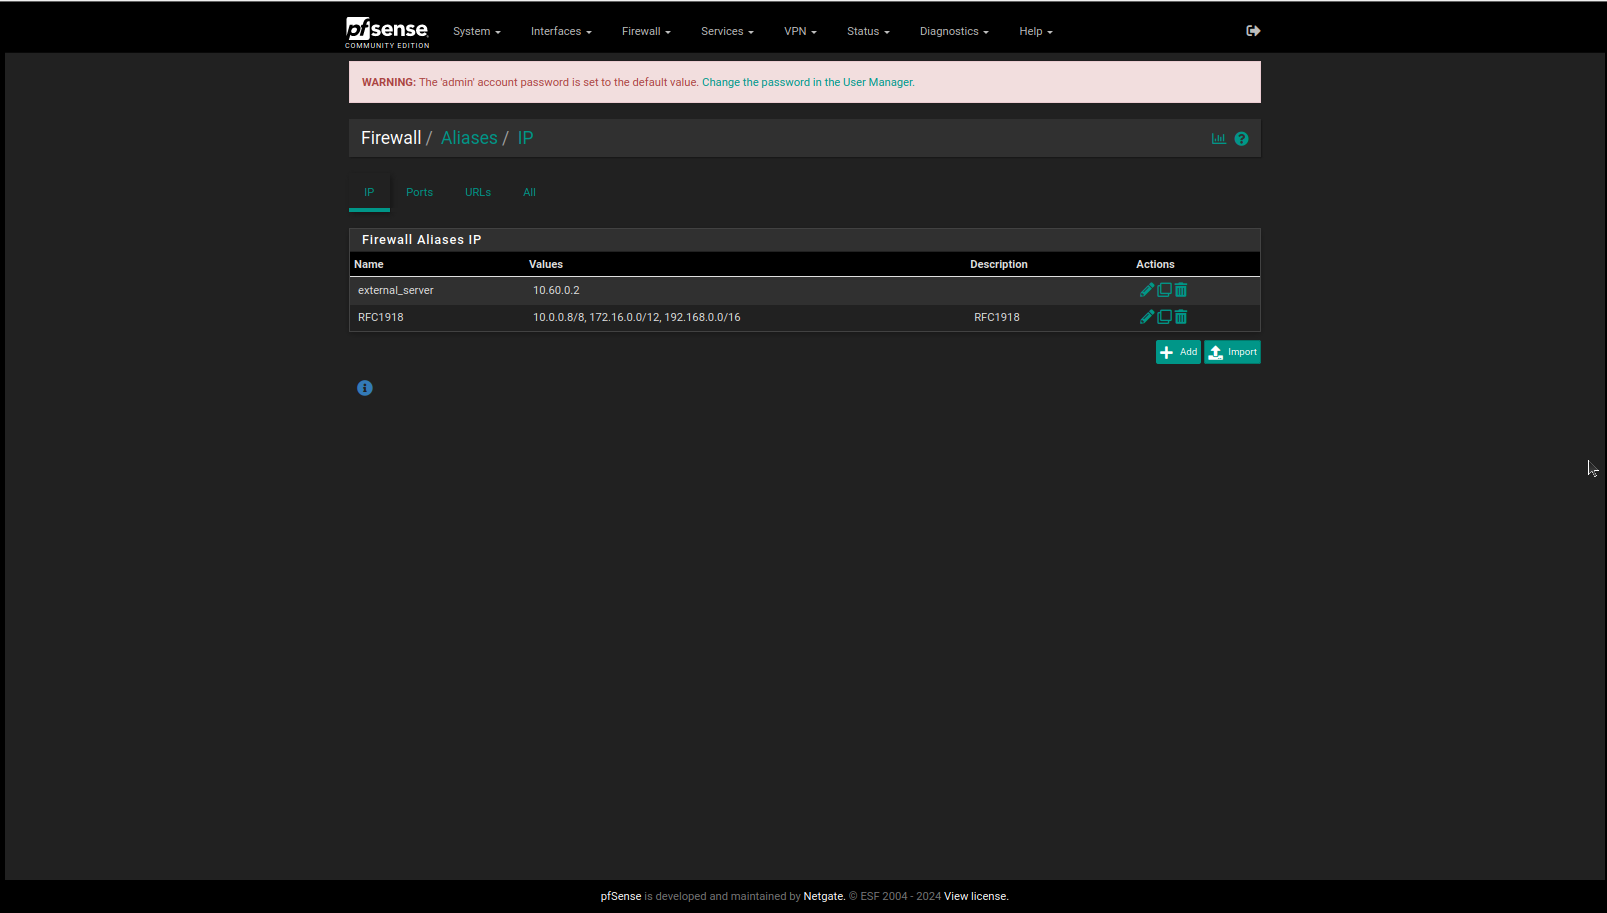 pfsense
COMMUNITY EDITION
System Interfaces Firewall Services VPN Status Diagnostics Help
WARNING: The 'admin' account password is set to the default value. Change the password in the User Manager.
Firewall / Aliases / IP
IP Ports URLs All
Firewall Aliases IP
Name Values Description Actions
external_server 10.60.0.2
RFC1918 10.0.0.8/8, 172.16.0.0/12, 192.168.0.0/16 RFC1918
Add Import
pfSense is developed and maintained by Netgate. © ESF 2004 - 2024 View license.